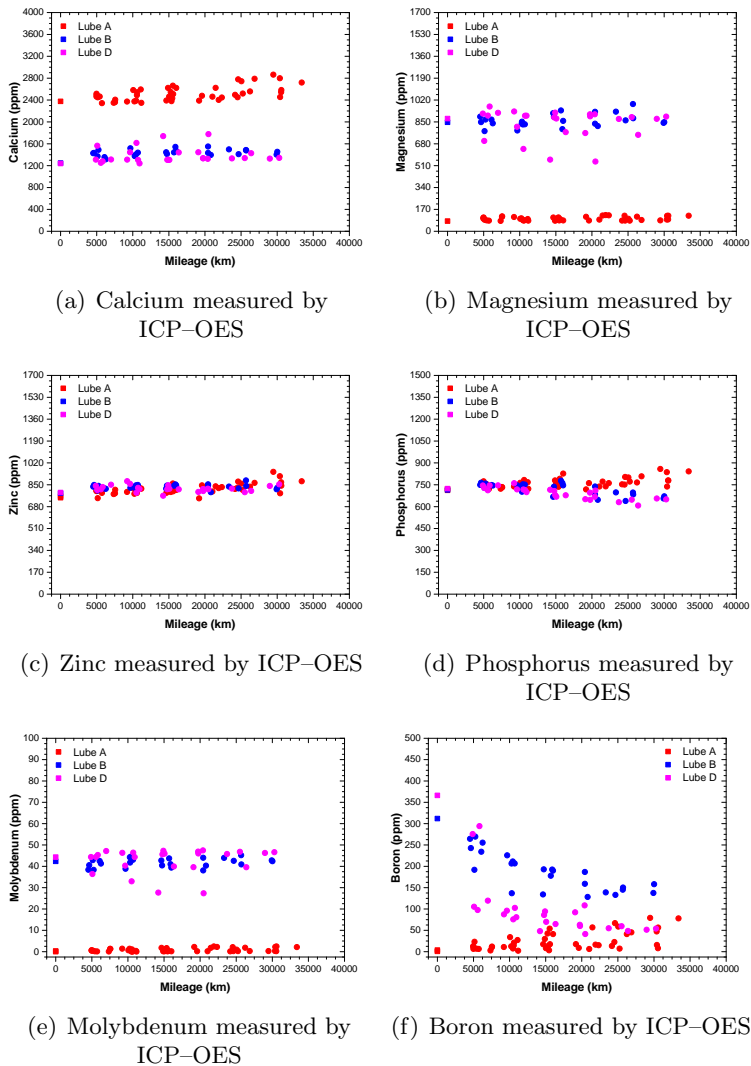 4000
3600
3200
2800
2400
2000
1600
1200
800
400
0
Calcium (ppm)
Lube A
Lube B
Lube D
0 5000 10000 15000 20000 25000 30000 35000 40000
Mileage (km)
(a) Calcium measured by
ICP–OES
1700
1530
1360
1190
1020
850
680
510
340
170
0
Magnesium (ppm)
Lube A
Lube B
Lube D
0 5000 10000 15000 20000 25000 30000 35000 40000
Mileage (km)
(b) Magnesium measured by
ICP–OES
1700
1530
1360
1190
1020
850
680
510
340
170
0
Zinc (ppm)
Lube A
Lube B
Lube D
0 5000 10000 15000 20000 25000 30000 35000 40000
Mileage (km)
(c) Zinc measured by ICP–OES
1500
1350
1200
1050
900
750
600
450
300
150
0
Phosphorus (ppm)
Lube A
Lube B
Lube D
0 5000 10000 15000 20000 25000 30000 35000 40000
Mileage (km)
(d) Phosphorus measured by
ICP–OES
100
90
80
70
60
50
40
30
20
10
0
Molybdenum (ppm)
Lube A
Lube B
Lube D
0 5000 10000 15000 20000 25000 30000 35000 40000
Mileage (km)
(e) Molybdenum measured by
ICP–OES
500
450
400
350
300
250
200
150
100
50
0
Boron (ppm)
Lube A
Lube B
Lube D
0 5000 10000 15000 20000 25000 30000 35000 40000
Mileage (km)
(f) Boron measured by ICP–OES